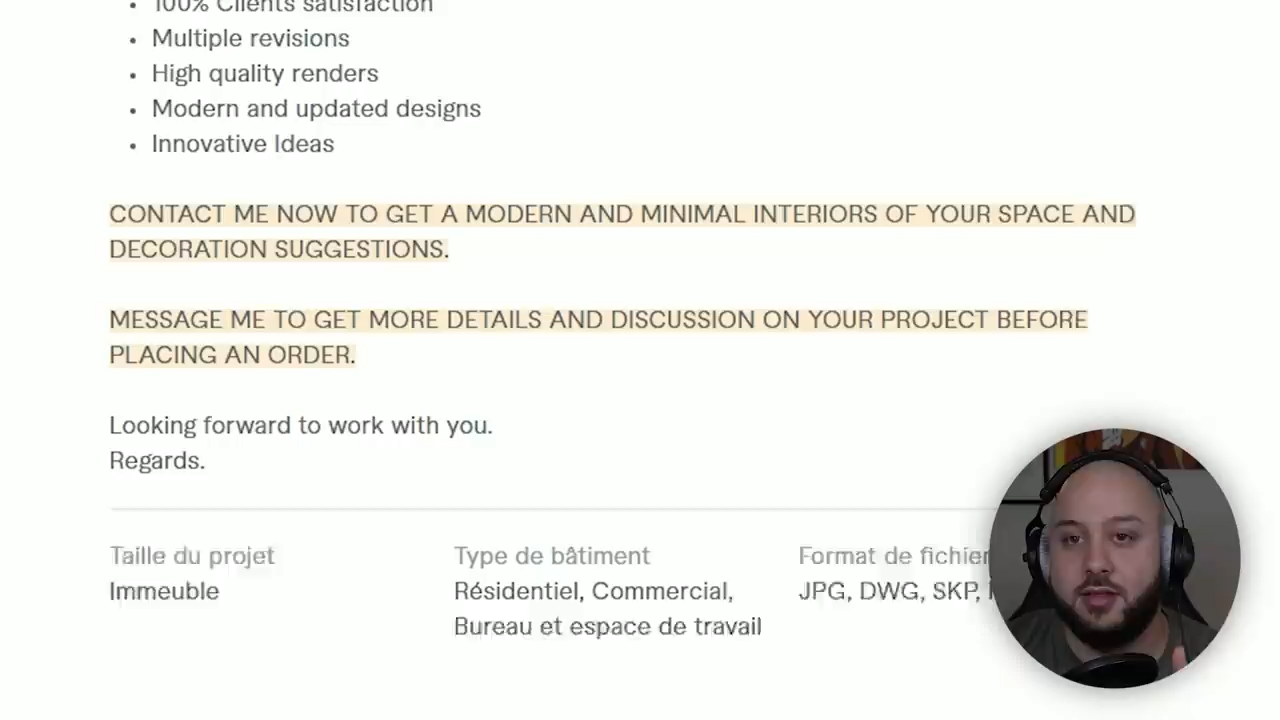 100% Clients satisfaction
Multiple revisions
High quality renders
Modern and updated designs
Innovative Ideas
CONTACT ME NOW TO GET A MODERN AND MINIMAL INTERIORS OF YOUR SPACE AND
DECORATION SUGGESTIONS.
MESSAGE ME TO GET MORE DETAILS AND DISCUSSION ON YOUR PROJECT BEFORE
PLACING AN ORDER.
Looking forward to work with you.
Regards.
Taille du projet
Immeuble
Type de bâtiment
Résidentiel, Commercial,
Bureau et espace de travail
Format de fichier
JPG, DWG, SKP,